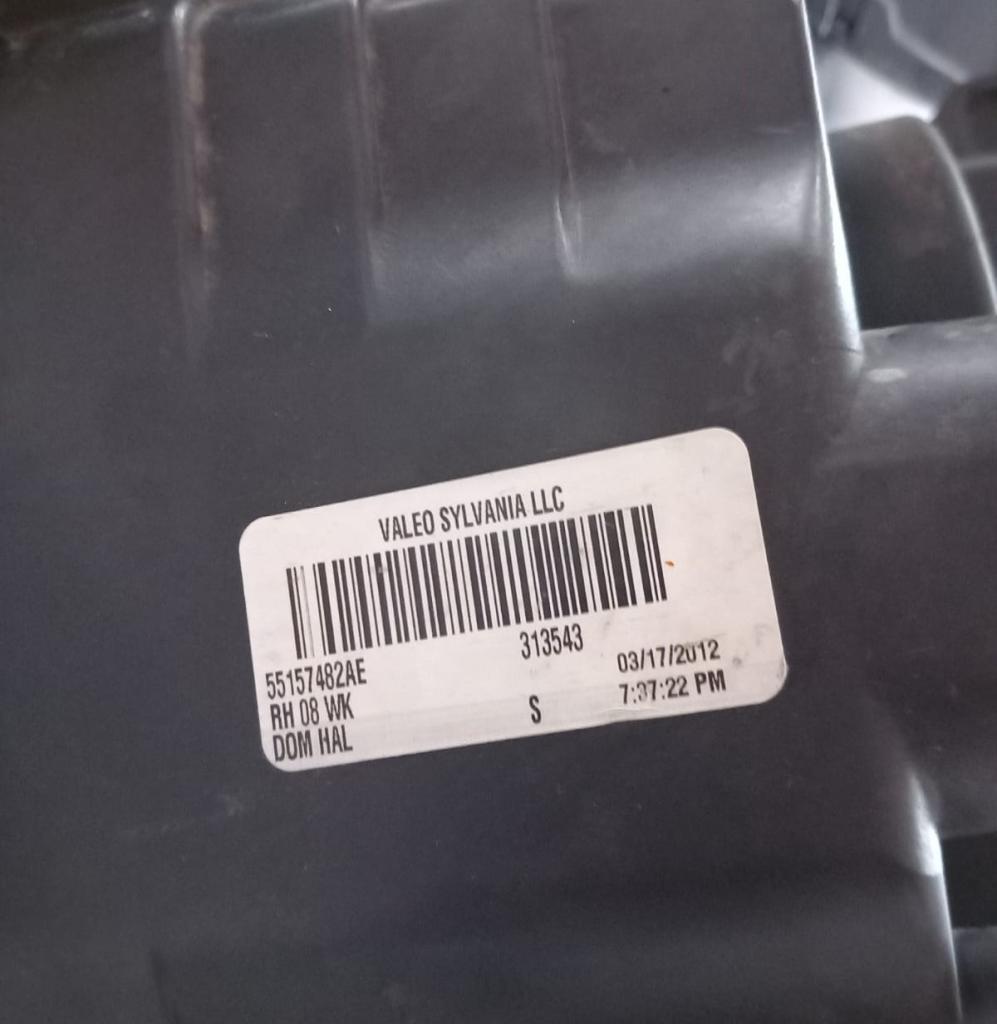 VALEO SYLVANIA LLC
313543
55157482AE
03/17/2012
RH 08 WK
S
7:37:22 PM
DOM HAL